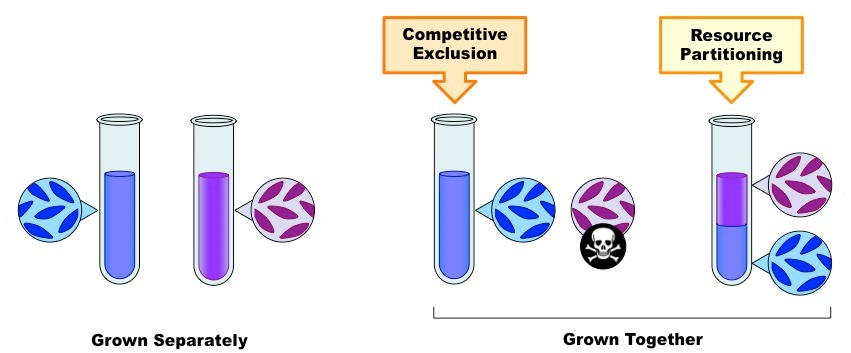 Competitive
Exclusion
Resource
Partitioning
Grown Separately
Grown Together